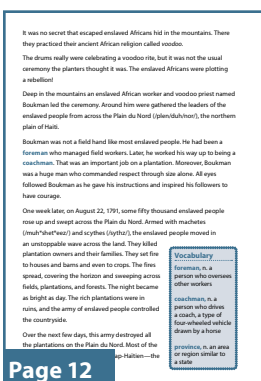 It was no secret that escaped enslaved Africans hid in the mountains. There
they practiced their ancient African religion called voodoo.
The drums really were celebrating a voodoo rite, but it was not the usual
ceremony the planters thought it was. The enslaved Africans were plotting
a rebellion!
Deep in the mountains an enslaved African worker and voodoo priest named
Boukman led the ceremony. Around him were gathered the leaders of the
enslaved people from across the Plain du Nord (/plen/duh/nor/), the northern
plain of Haiti.
Boukman was not a field hand like most enslaved people. He had been a
foreman who managed field workers. Later, he worked his way up to being a
coachman. That was an important job on a plantation. Moreover, Boukman
was a huge man who commanded respect through size alone. All eyes
followed Boukman as he gave his instructions and inspired his followers to
have courage.
One week later, on August 22, 1791, some fifty thousand enslaved people
rose up and swept across the Plain du Nord. Armed with machetes
(/muh*shet*eez/) and scythes (/sythz/), the enslaved people moved in
an unstoppable wave across the land. They killed
plantation owners and their families. They set fire
to houses and barns and even to crops. The fires
spread, covering the horizon and sweeping across
fields, plantations, and forests. The night became
as bright as day. The rich plantations were in
ruins, and the army of enslaved people controlled
the countryside.
Over the next few days, this army destroyed all
the plantations on the Plain du Nord. Most of the
ap-Haïtien—the
Vocabulary
foreman, n. a
person who oversees
other workers
coachman, n. a
person who drives
a coach, a type of
four-wheeled vehicle
drawn by a horse
province, n. an area
or region similar to
a state
Page 12